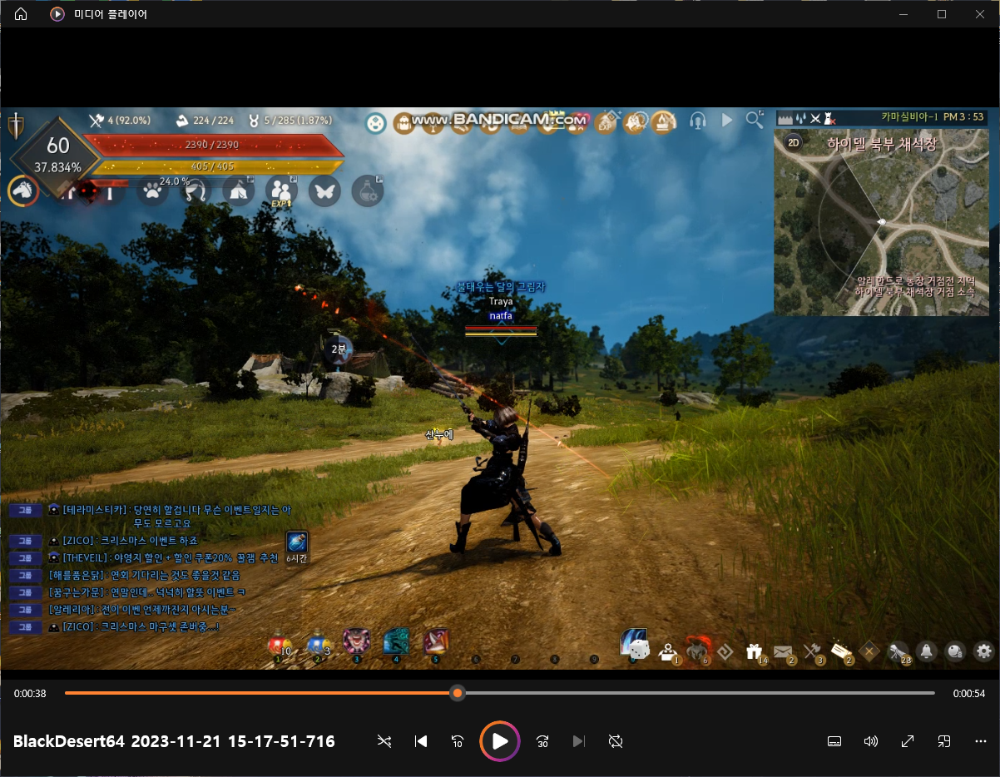 미디어 플레이어
4 (92.0%)
224 / 224
5 / 285 (1.87%)
www.BANDICAM.com
카마실비아-1 PM 3 : 53
60
37.834%
2390 / 2390
405 / 405
24.0 %
EXP
EXP
2D
하이델 북부 채석장
알레한드로 농장 거점전 지역
하이델 북부 채석장 거점 소속
불태우는 달의 그림자
Traya
natfa
2분
산누에
그룹 [테라미스티카] : 당연히 할겁니다 무슨 이벤트일지는 아
무도 모르고요
그룹 [ZICO] : 크리스마스 이벤트 하죠
그룹 [THEVEIL] : 야영지 할인 + 할인 쿠폰20% 꿀잼 추천
6시간
그룹 [해를품은닭] : 연회 기다리는 것도 좋을것 같음
그룹 [꿈구는가문] : 연말인데.. 넉넉히 할뜻 이벤트 ㅋ
그룹 [알레리아] : 전이 이벤 언제까진지 아시는분~
그룹 [ZICO] : 크리스마스 마구셋 존버중...!
10 3
1 2 3 4 5 6 7 8 9 0
1 6 14 2 3 2 28
0:00:38
0:00:54
BlackDesert64 2023-11-21 15-17-51-716
10
30